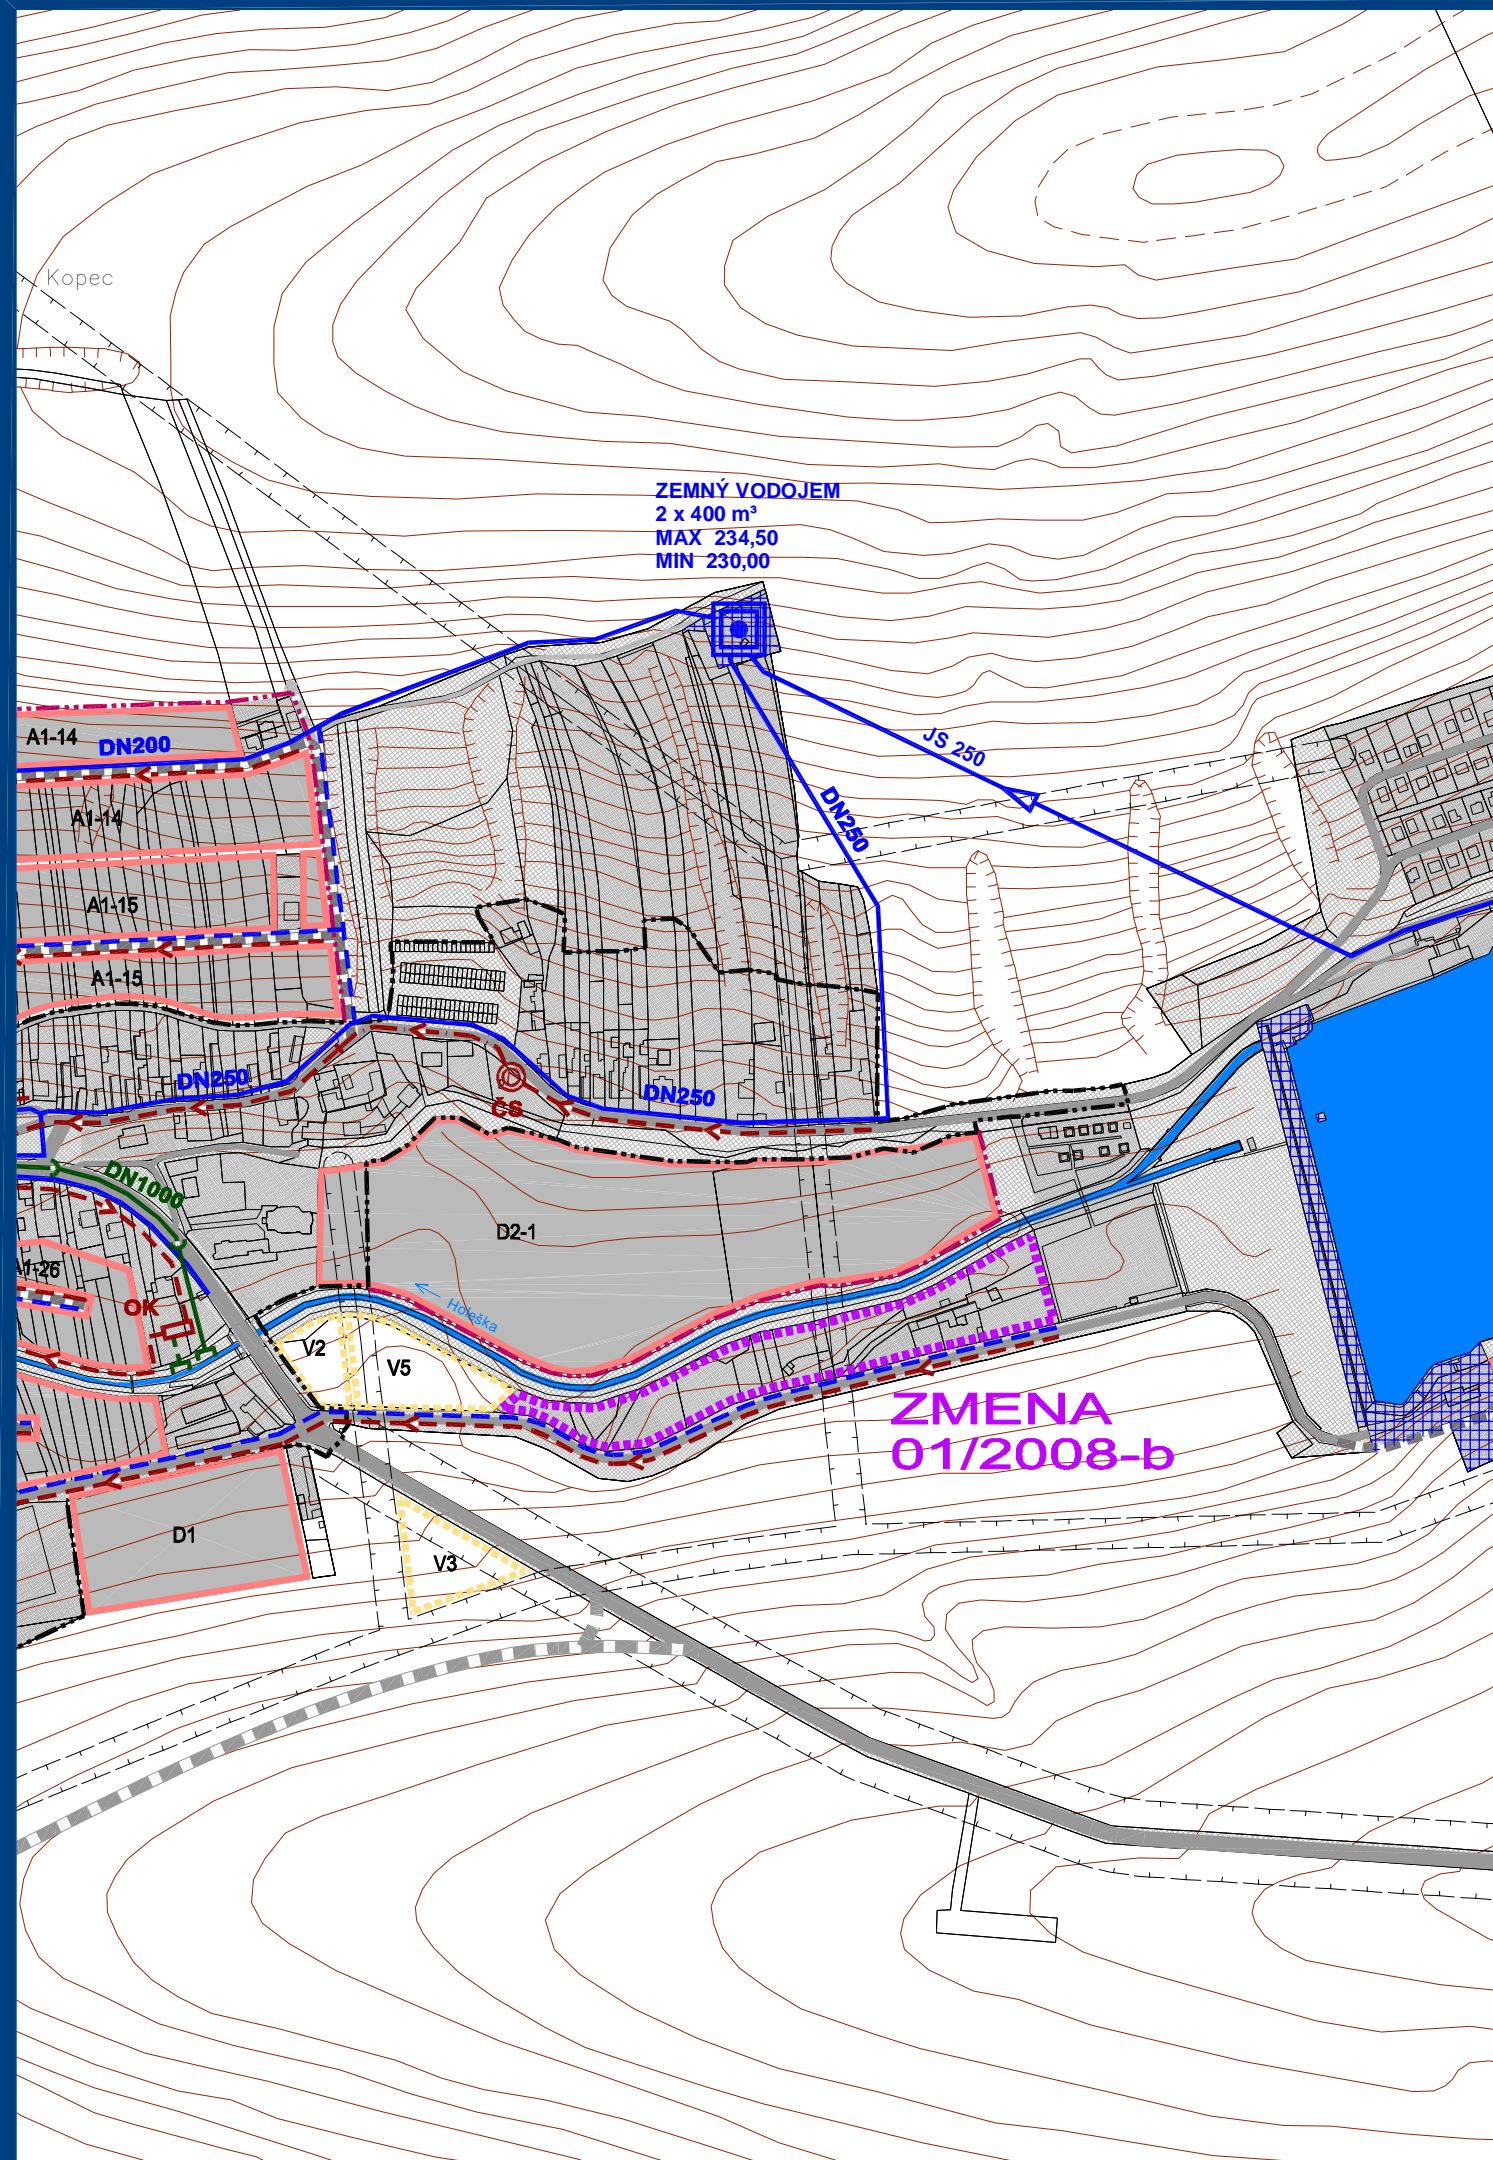 Kopec
ZEMNÝ VODOJEM
2 x 400 m³
MAX 234,50
MIN 230,00
A1-14
DN200
JS 250
DN250
A1-14
A1-15
A1-15
DN250
DN250
ČS
DN1000
D2-1
A1-26
OK
Holeška
V2
V5
ZMENA
01/2008-b
D1
V3